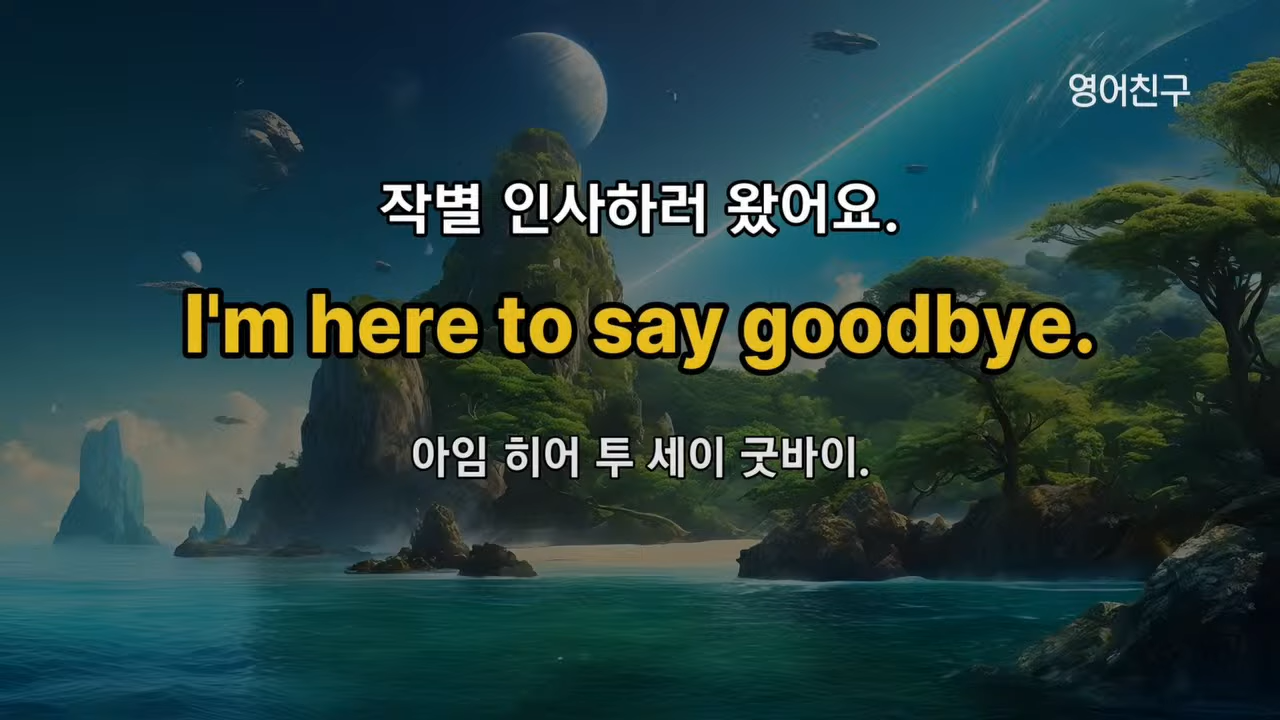 영어친구
작별 인사하러 왔어요.
I'm here to say goodbye.
아임 히어 투 세이 굿바이.